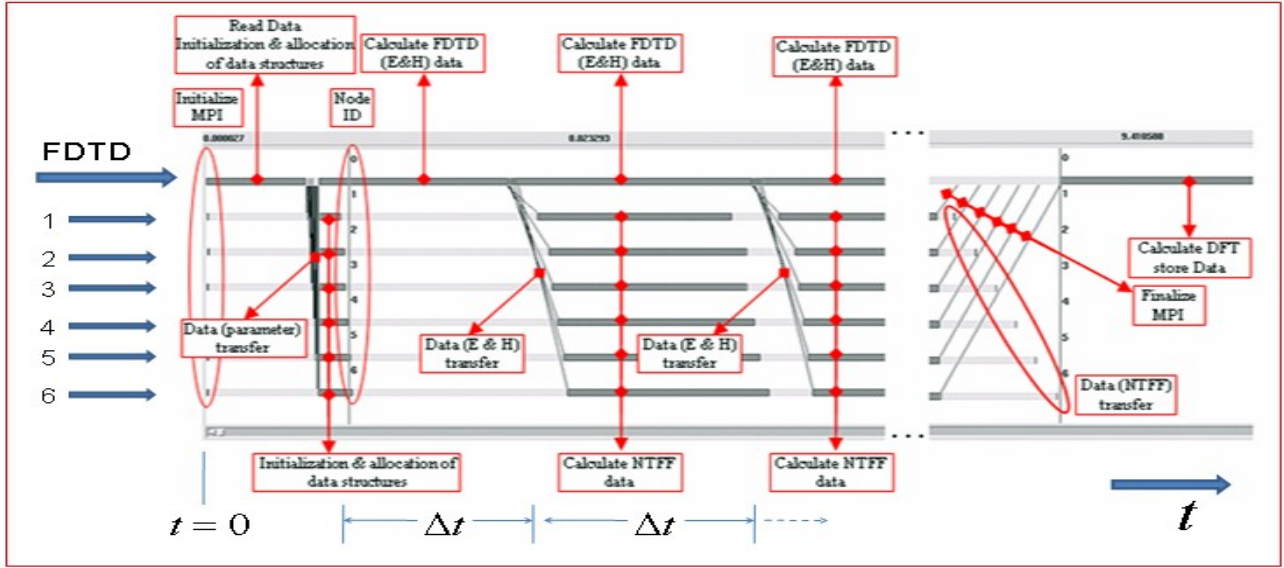 Read Data
Initialization & allocation
of data structures
Calculate FDTD
(E&H) data
Calculate FDTD
(E&H) data
Calculate FDTD
(E&H) data
Initialize
MPI
Node
ID
0.000027
0.023293
9.410500
...
FDTD
0
0
1
1
1
2
2
2
3
3
3
4
4
4
5
5
5
6
6
6
Calculate DFT
store Data
Finalize
MPI
Data (parameter)
transfer
Data (E & H)
transfer
Data (E & H)
transfer
Data (NTFF)
transfer
...
Initialization & allocation of
data structures
Calculate NTFF
data
Calculate NTFF
data
t = 0
Δt
Δt
t